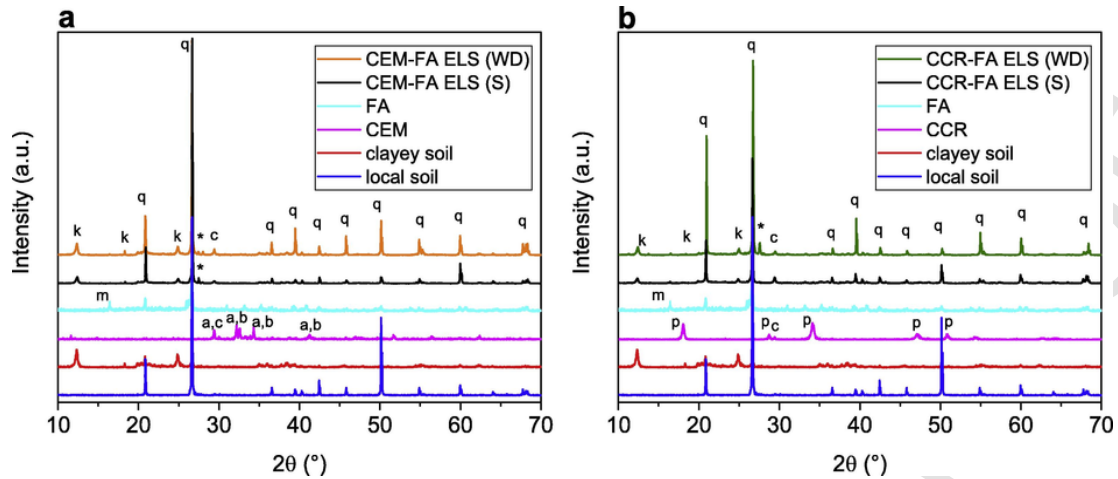 a
q
CEM-FA ELS (WD)
CEM-FA ELS (S)
FA
CEM
clayey soil
local soil
q
k
k
k
*
c
q
q
q
q
q
q
q
q
*
m
a,c
a,b
a,b
a,b
10 20 30 40 50 60 70
2θ (°)
Intensity (a.u.)
b
q
CCR-FA ELS (WD)
CCR-FA ELS (S)
FA
CCR
clayey soil
local soil
q
k
k
k
*
c
q
q
q
q
q
q
q
q
m
p
p
c
p
p
p
10 20 30 40 50 60 70
2θ (°)
Intensity (a.u.)